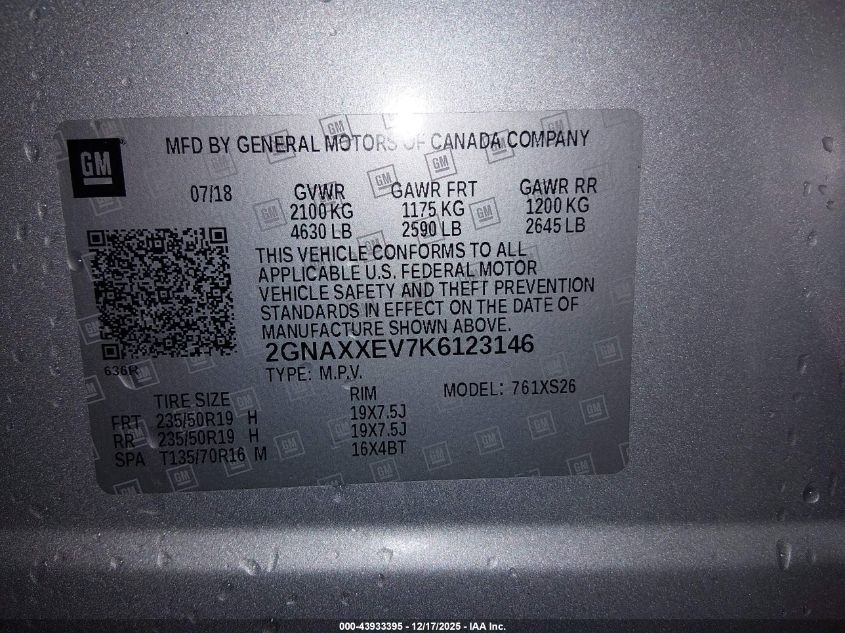 GM
MFD BY GENERAL MOTORS OF CANADA COMPANY
07/18 GVWR GAWR FRT GAWR RR
2100 KG 1175 KG 1200 KG
4630 LB 2590 LB 2645 LB
THIS VEHICLE CONFORMS TO ALL
APPLICABLE U.S. FEDERAL MOTOR
VEHICLE SAFETY AND THEFT PREVENTION
STANDARDS IN EFFECT ON THE DATE OF
MANUFACTURE SHOWN ABOVE.
2GNAXXEV7K6123146
636R
TYPE: M.P.V.
MODEL: 761XS26
TIRE SIZE RIM
FRT 235/50R19 H 19X7.5J
RR 235/50R19 H 19X7.5J
SPA T135/70R16 M 16X4BT
000-43933395 - 12/17/2025 - IAA Inc.